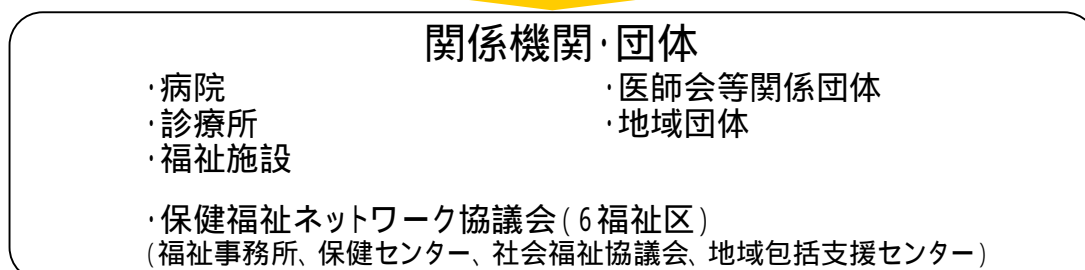 関係機関・団体
・病院
・医師会等関係団体
・診療所
・地域団体
・福祉施設
・保健福祉ネットワーク協議会(6福祉区)
(福祉事務所、保健センター、社会福祉協議会、地域包括支援センター)